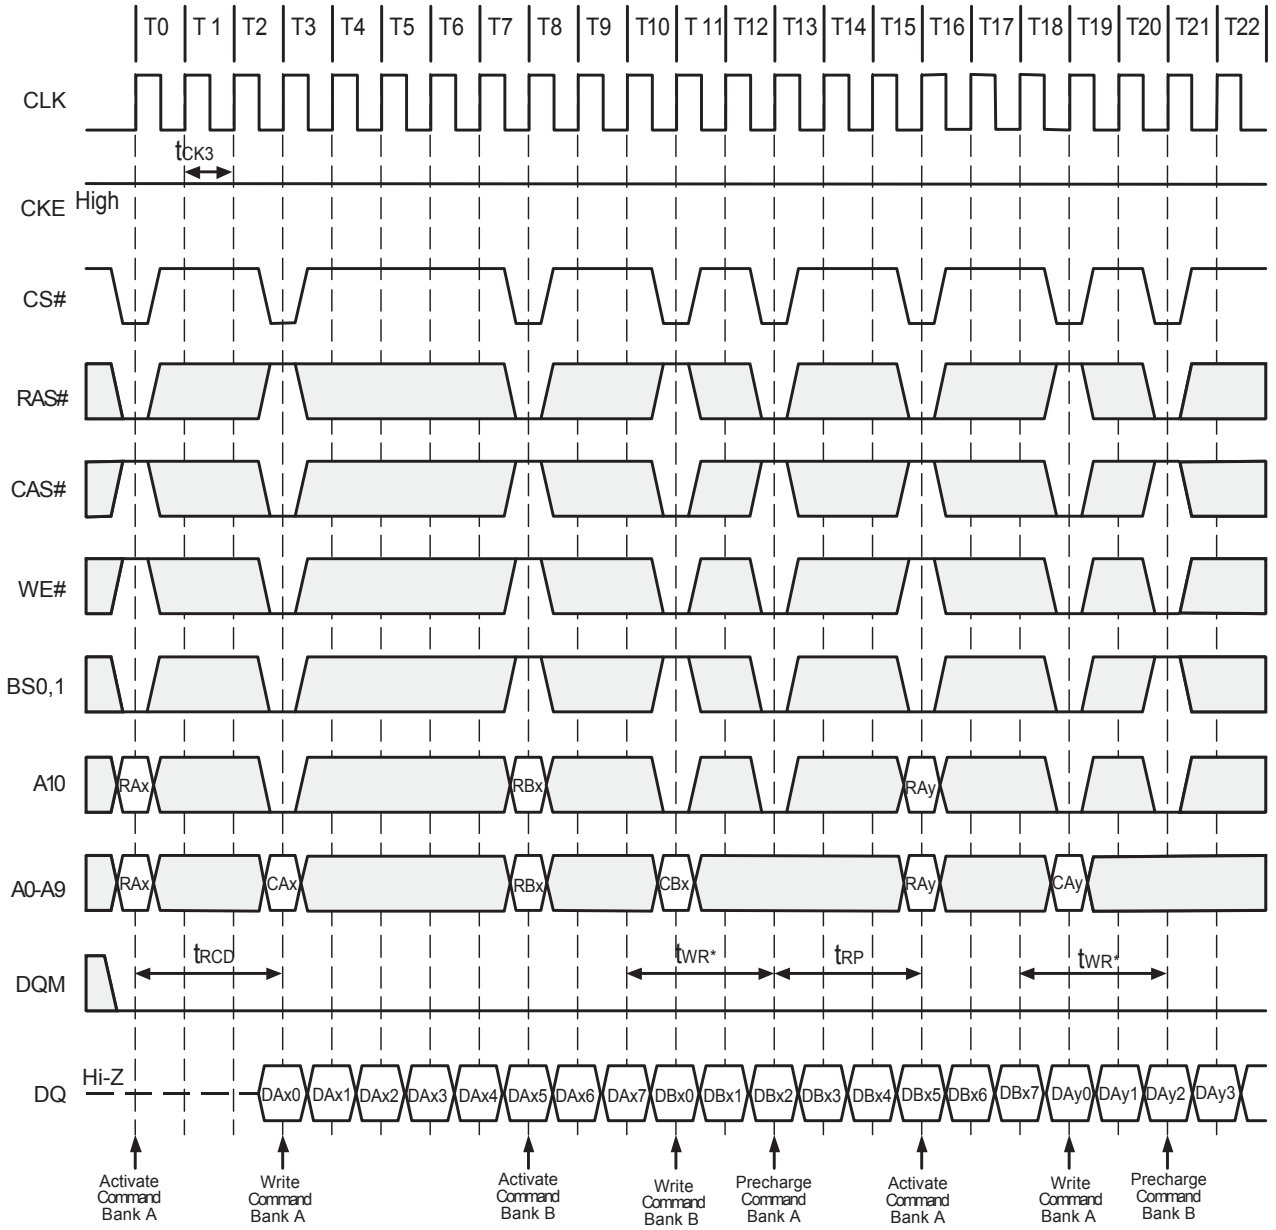 T0 T 1 T2 T3 T4 T5 T6 T7 T8 T9 T10 T 11 T12 T13 T14 T15 T16 T17 T18 T19 T20 T21 T22
CLK
tCK3
CKE High
CS#
RAS#
CAS#
WE#
BS0,1
A10 RAx RBx RAy
A0-A9 RAx CAx RBx CBx RAy CAy
tRCD tWR* tRP tWR*
DQM
Hi-Z
DQ DAx0 DAx1 DAx2 DAx3 DAx4 DAx5 DAx6 DAx7 DBx0 DBx1 DBx2 DBx3 DBx4 DBx5 DBx6 DBx7 DAy0 DAy1 DAy2 DAy3
Activate Write Activate Write Precharge Activate Write Precharge
Command Command Command Command Command Command Command Command
Bank A Bank A Bank B Bank B Bank A Bank A Bank A Bank B